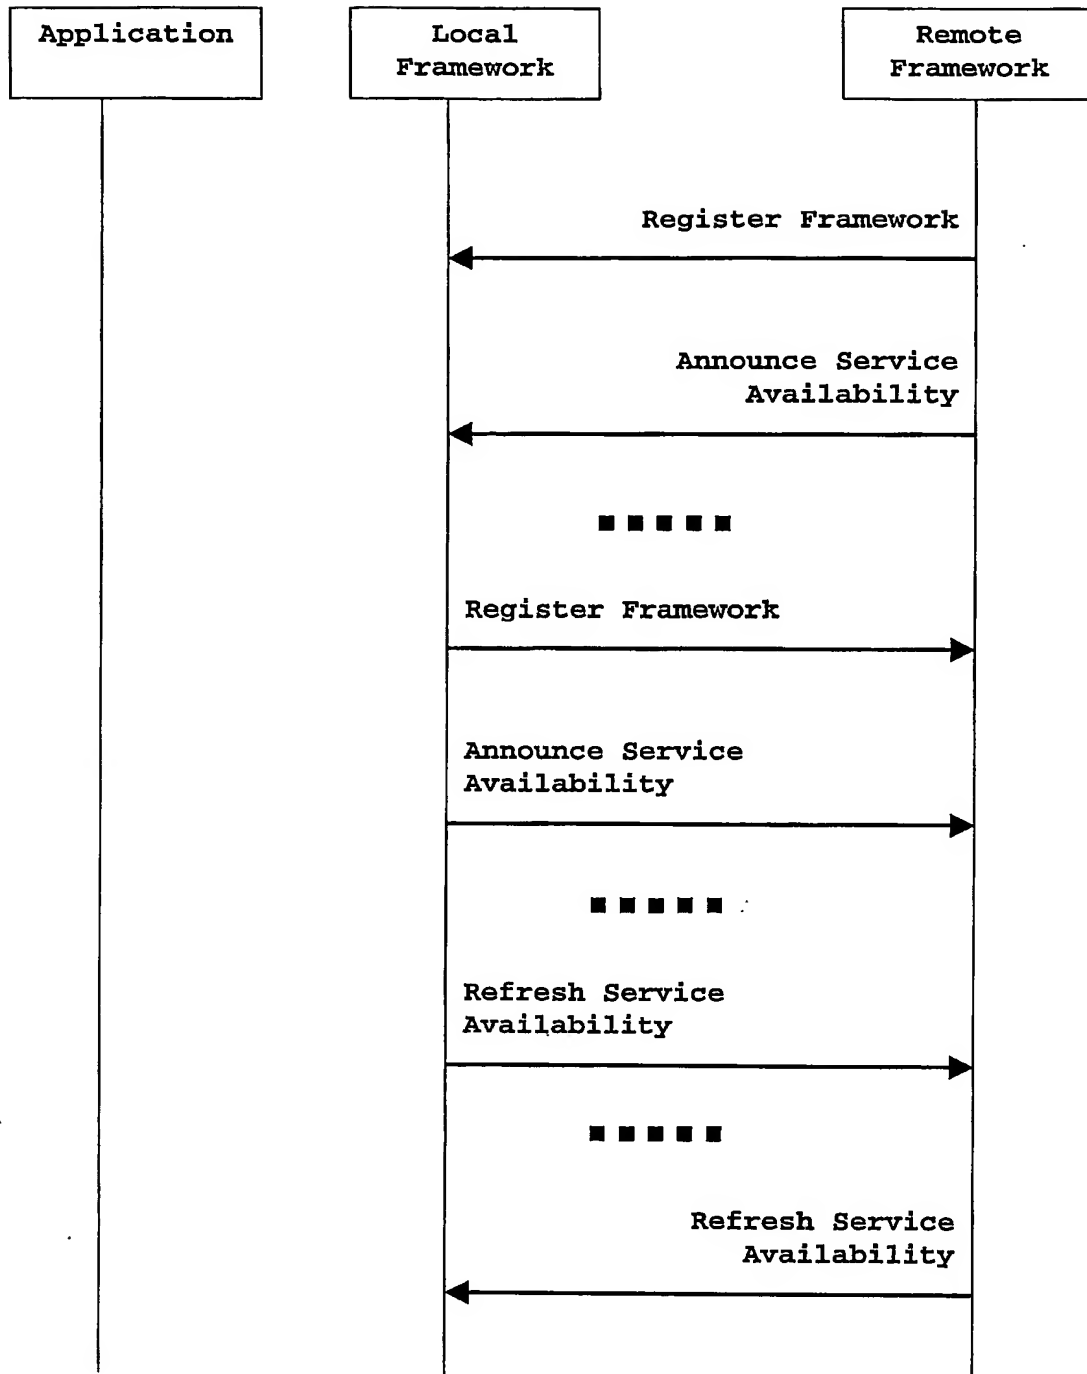 Application
Local
Framework
Remote
Framework
Register Framework
Announce Service
Availability
Register Framework
Announce Service
Availability
Refresh Service
Availability
Refresh Service
Availability